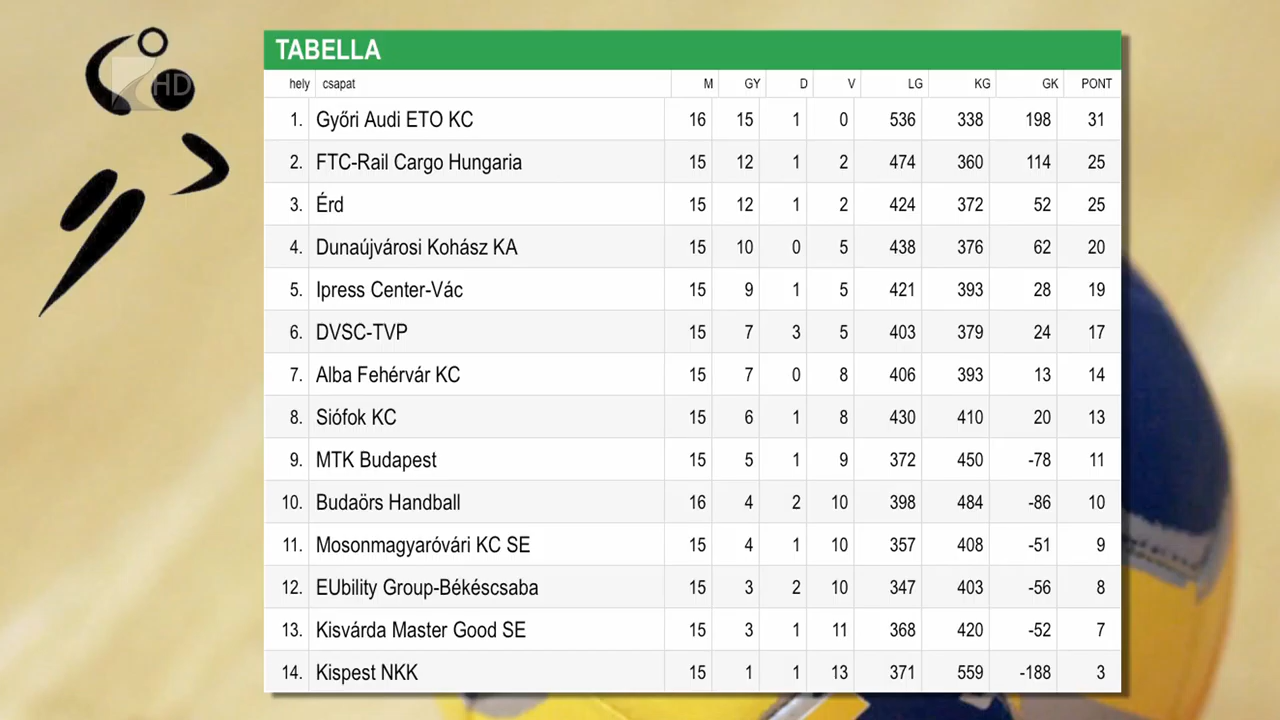 HD
TABELLA
hely csapat M GY D V LG KG GK PONT
1. Győri Audi ETO KC 16 15 1 0 536 338 198 31
2. FTC-Rail Cargo Hungaria 15 12 1 2 474 360 114 25
3. Érd 15 12 1 2 424 372 52 25
4. Dunaújvárosi Kohász KA 15 10 0 5 438 376 62 20
5. Ipress Center-Vác 15 9 1 5 421 393 28 19
6. DVSC-TVP 15 7 3 5 403 379 24 17
7. Alba Fehérvár KC 15 7 0 8 406 393 13 14
8. Siófok KC 15 6 1 8 430 410 20 13
9. MTK Budapest 15 5 1 9 372 450 -78 11
10. Budaörs Handball 16 4 2 10 398 484 -86 10
11. Mosonmagyaróvári KC SE 15 4 1 10 357 408 -51 9
12. EUbility Group-Békéscsaba 15 3 2 10 347 403 -56 8
13. Kisvárda Master Good SE 15 3 1 11 368 420 -52 7
14. Kispest NKK 15 1 1 13 371 559 -188 3